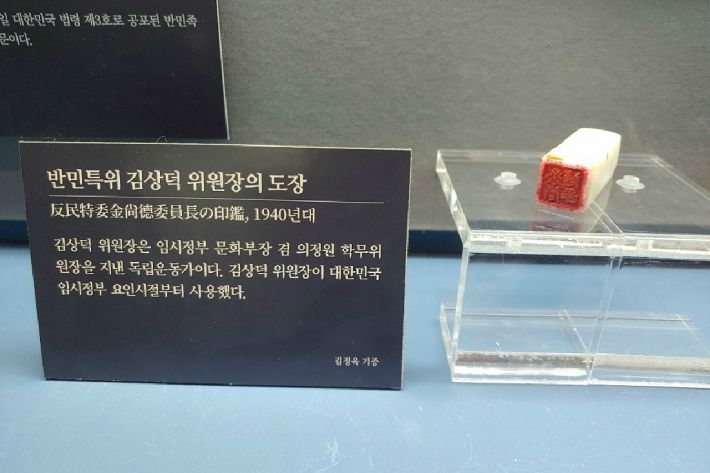 일 대한민국 법령 제3호로 공포된 반민족
문이다.
반민특위 김상덕 위원장의 도장
反民特委金尙德委員長の印鑑, 1940년대
김상덕 위원장은 임시정부 문화부장 겸 의정원 학무위
원장을 지낸 독립운동가이다. 김상덕 위원장이 대한민국
임시정부 요인시절부터 사용했다.
김정육 기증